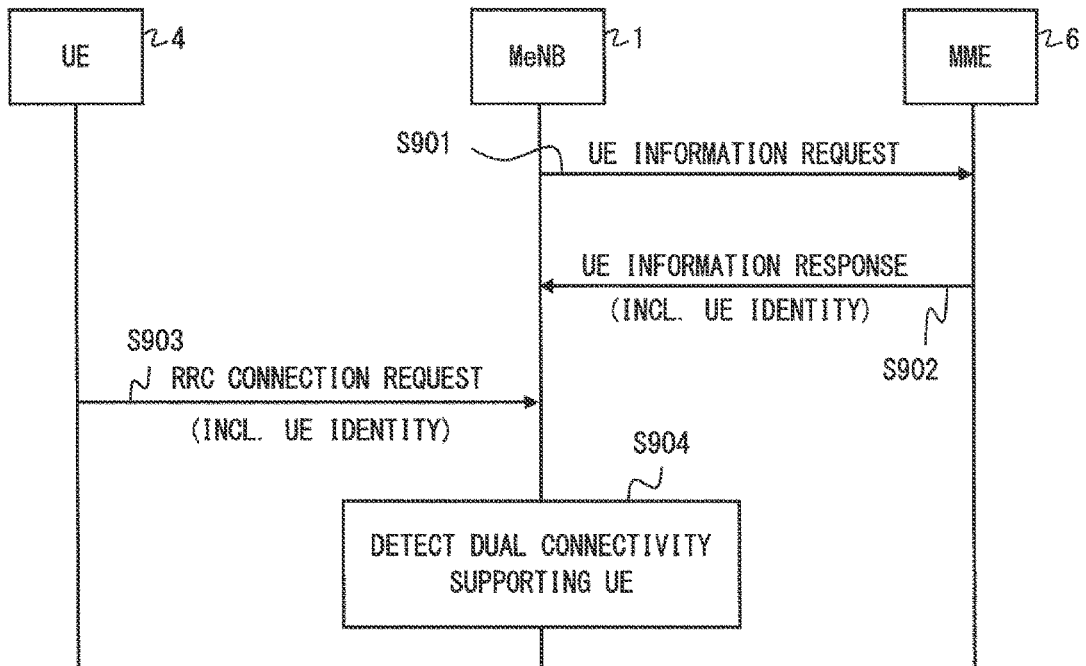 UE
4
MeNB
1
MME
6
S901
UE INFORMATION REQUEST
UE INFORMATION RESPONSE
(INCL. UE IDENTITY)
S902
S903
RRC CONNECTION REQUEST
(INCL. UE IDENTITY)
S904
DETECT DUAL CONNECTIVITY
SUPPORTING UE